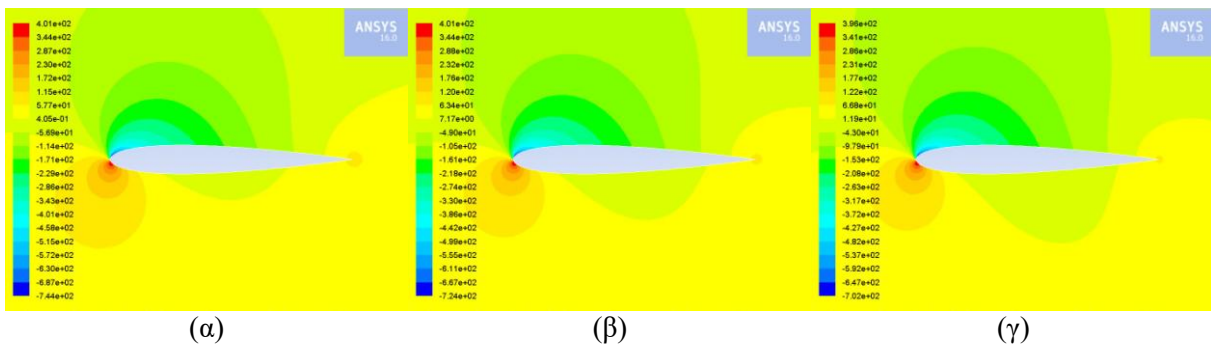 4.01e+02
3.44e+02
2.87e+02
2.30e+02
1.72e+02
1.15e+02
5.77e+01
4.05e-01
-5.69e+01
-1.14e+02
-1.71e+02
-2.29e+02
-2.86e+02
-3.43e+02
-4.01e+02
-4.58e+02
-5.15e+02
-5.72e+02
-6.30e+02
-6.87e+02
-7.44e+02
ANSYS
16.0
(α)
4.01e+02
3.44e+02
2.88e+02
2.32e+02
1.76e+02
1.20e+02
6.34e+01
7.17e+00
-4.90e+01
-1.05e+02
-1.61e+02
-2.18e+02
-2.74e+02
-3.30e+02
-3.86e+02
-4.42e+02
-4.99e+02
-5.55e+02
-6.11e+02
-6.67e+02
-7.24e+02
ANSYS
16.0
(β)
3.96e+02
3.41e+02
2.86e+02
2.31e+02
1.77e+02
1.22e+02
6.68e+01
1.19e+01
-4.30e+01
-9.79e+01
-1.53e+02
-2.08e+02
-2.63e+02
-3.17e+02
-3.72e+02
-4.27e+02
-4.82e+02
-5.37e+02
-5.92e+02
-6.47e+02
-7.02e+02
ANSYS
16.0
(γ)